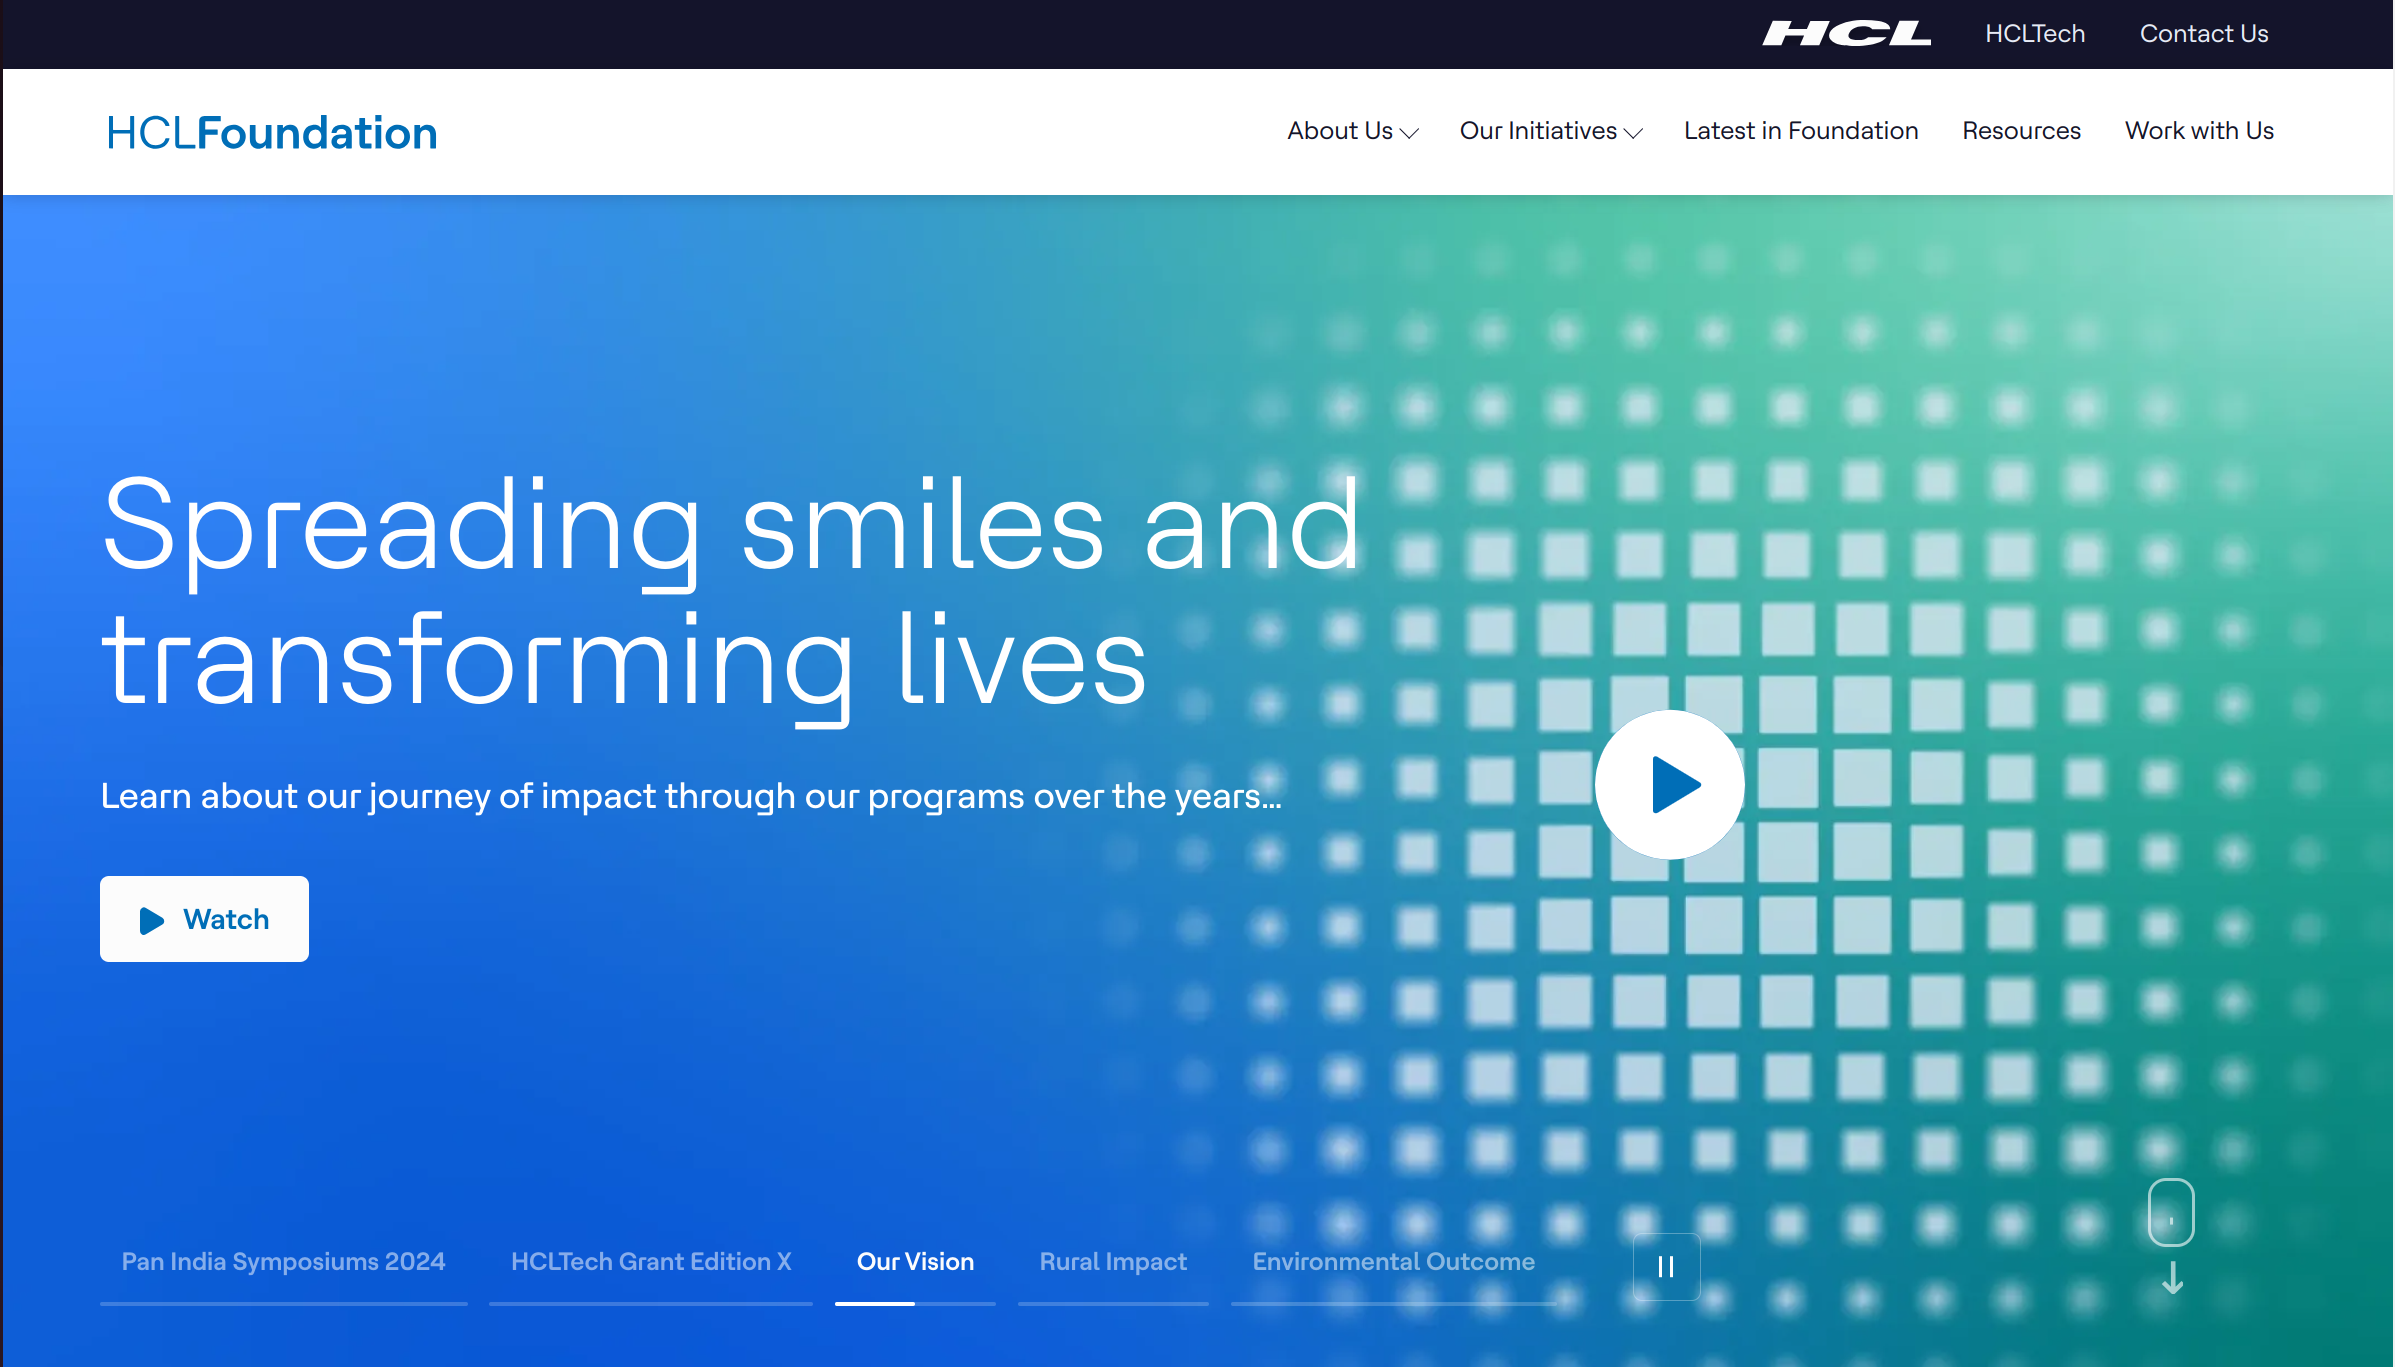 HCL HCLTech Contact Us
HCLFoundation About Us Our Initiatives Latest in Foundation Resources Work with Us
Spreading smiles and
transforming lives
Learn about our journey of impact through our programs over the years...
Watch
Pan India Symposiums 2024 HCLTech Grant Edition X Our Vision Rural Impact Environmental Outcome